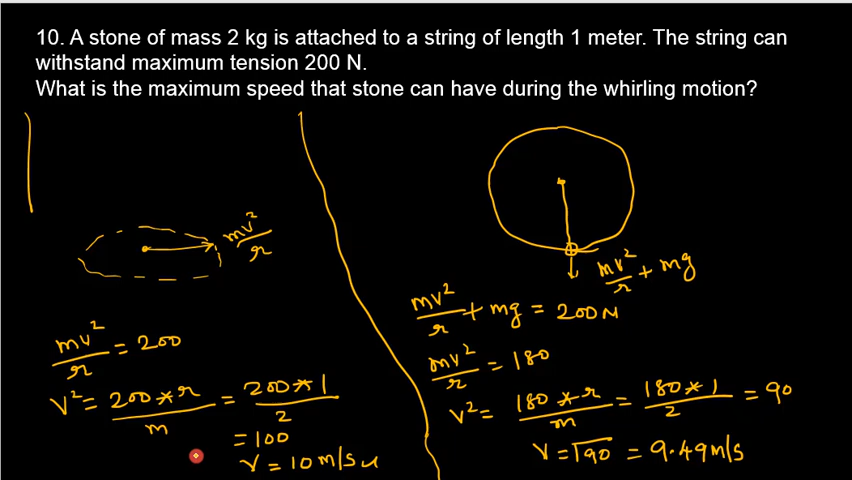 10. A stone of mass 2 kg is attached to a string of length 1 meter. The string can
withstand maximum tension 200 N.
What is the maximum speed that stone can have during the whirling motion?
mv²/r
mv²/r = 200
v² = 200 * r/m = 200 * 1/2
= 100
v = 10 m/s
mv²/r + mg
mv²/r + mg = 200N
mv²/r = 180
v² = 180 * r/m = 180 * 1/2 = 90
v = √90 = 9.49 m/s